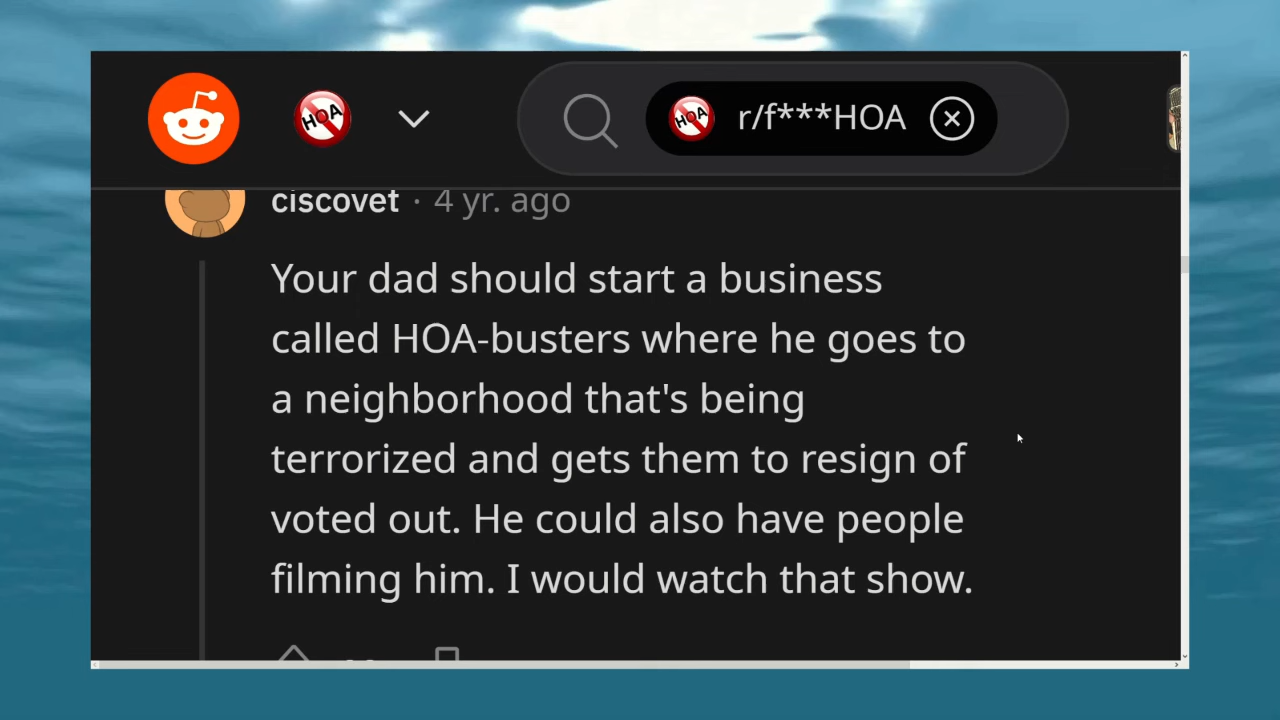 HOA
HOA r/f***HOA
ciscovet · 4 yr. ago
Your dad should start a business
called HOA-busters where he goes to
a neighborhood that's being
terrorized and gets them to resign of
voted out. He could also have people
filming him. I would watch that show.